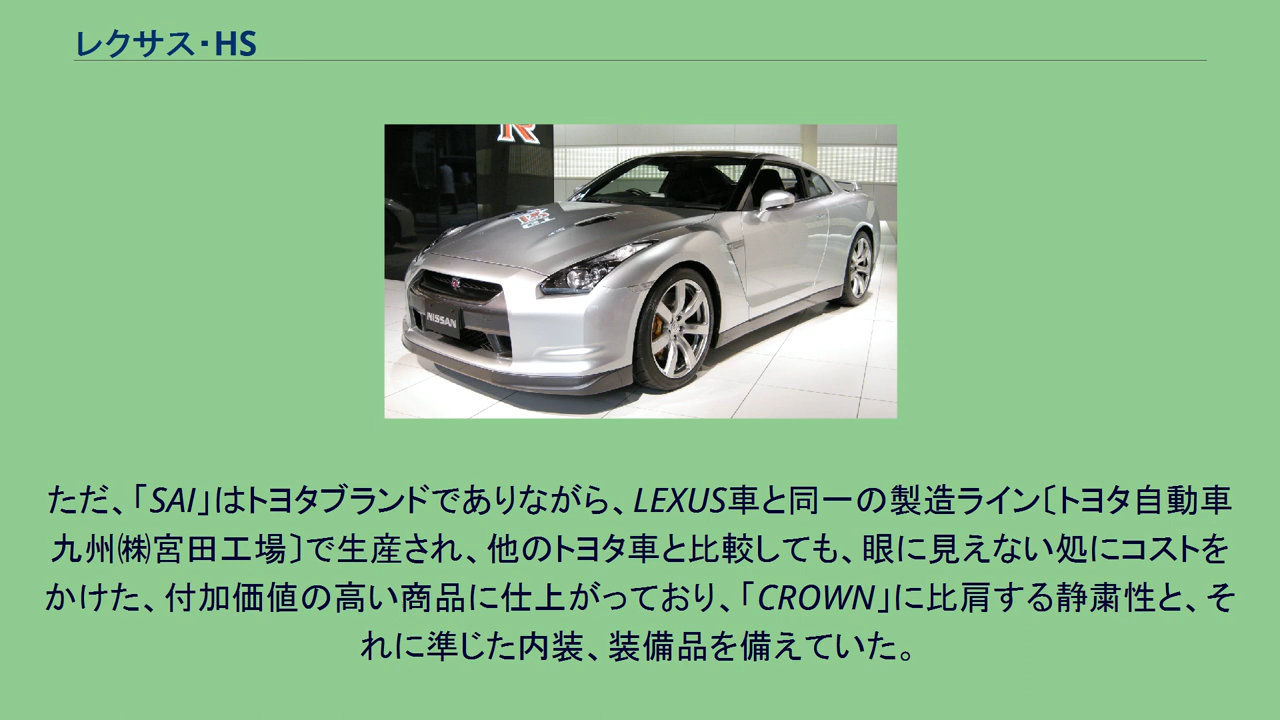 レクサス・HS
R
NISSAN
ただ、「SAI」はトヨタブランドでありながら、LEXUS車と同一の製造ライン〔トヨタ自動車
九州㈱宮田工場〕で生産され、他のトヨタ車と比較しても、眼に見えない処にコストを
かけた、付加価値の高い商品に仕上がっており、「CROWN」に比肩する静粛性と、そ
れに準じた内装、装備品を備えていた。